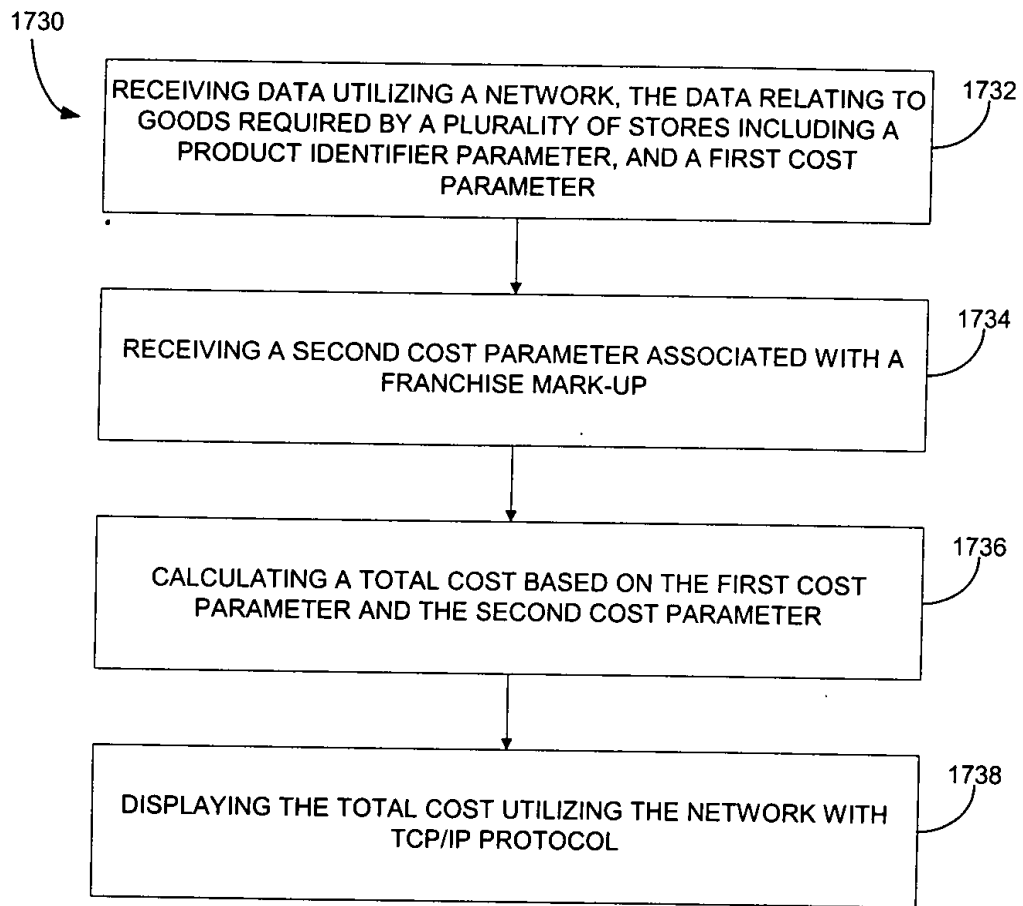 1730
RECEIVING DATA UTILIZING A NETWORK, THE DATA RELATING TO
GOODS REQUIRED BY A PLURALITY OF STORES INCLUDING A
PRODUCT IDENTIFIER PARAMETER, AND A FIRST COST
PARAMETER
1732
RECEIVING A SECOND COST PARAMETER ASSOCIATED WITH A
FRANCHISE MARK-UP
1734
CALCULATING A TOTAL COST BASED ON THE FIRST COST
PARAMETER AND THE SECOND COST PARAMETER
1736
DISPLAYING THE TOTAL COST UTILIZING THE NETWORK WITH
TCP/IP PROTOCOL
1738